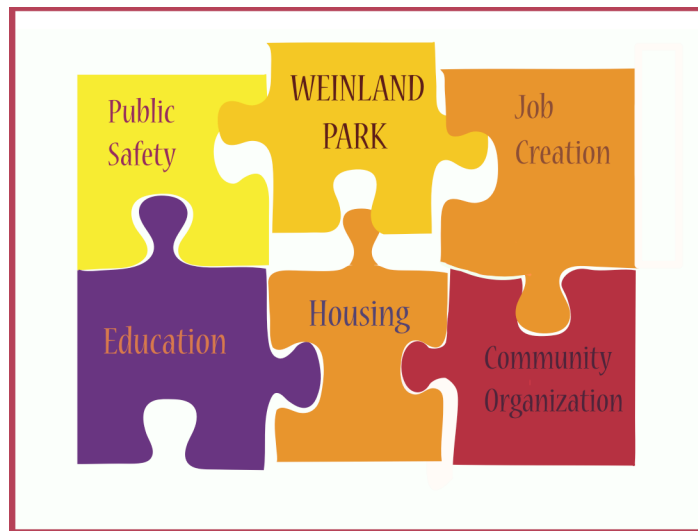 Public
Safety
WEINLAND
PARK
Job
Creation
Education
Housing
Community
Organization